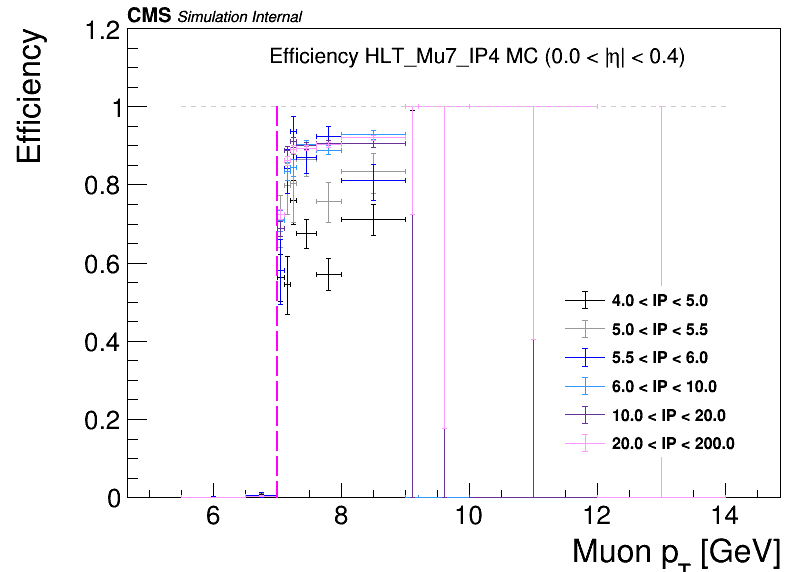 CMS Simulation Internal
Efficiency HLT_Mu7_IP4 MC (0.0 < |η| < 0.4)
Efficiency
1.2
1
0.8
0.6
0.4
0.2
0
4.0 < IP < 5.0
5.0 < IP < 5.5
5.5 < IP < 6.0
6.0 < IP < 10.0
10.0 < IP < 20.0
20.0 < IP < 200.0
6 8 10 12 14
Muon p_T [GeV]